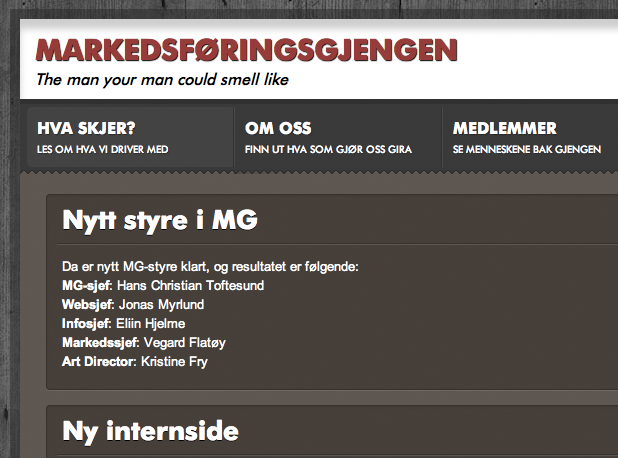 MARKEDSFØRINGSGJENGEN
The man your man could smell like
HVA SKJER?
LES OM HVA VI DRIVER MED
OM OSS
FINN UT HVA SOM GJØR OSS GIRA
MEDLEMMER
SE MENNESKENE BAK GJENGEN
Nytt styre i MG
Da er nytt MG-styre klart, og resultatet er følgende:
MG-sjef: Hans Christian Toftesund
Websjef: Jonas Myrlund
Infosjef: Eliin Hjelme
Markedssjef: Vegard Flatøy
Art Director: Kristine Fry
Ny internside